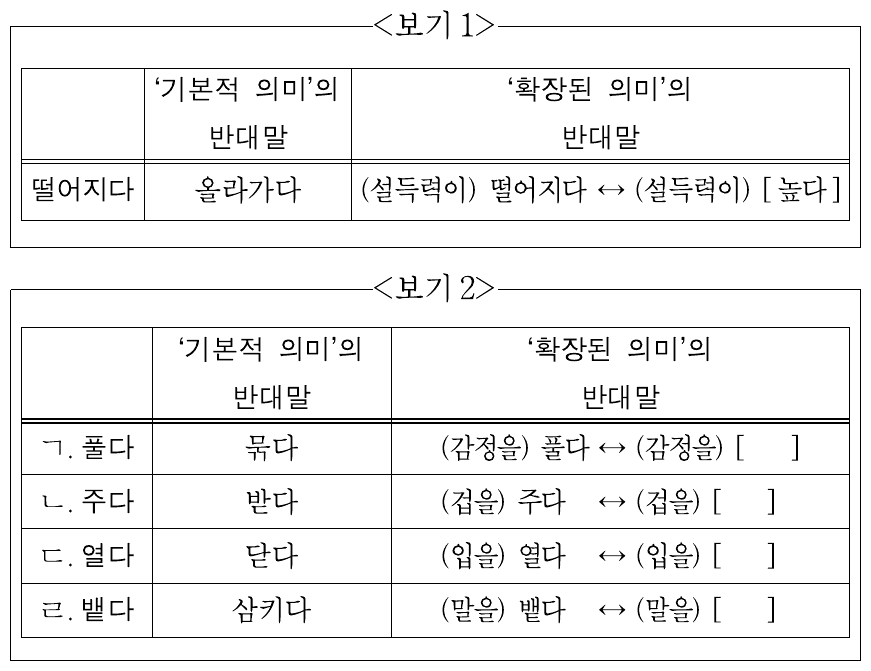 <보기 1>
‘기본적 의미’의 반대말
‘확장된 의미’의 반대말
떨어지다 올라가다 (설득력이) 떨어지다 ↔ (설득력이) [높다]
<보기 2>
‘기본적 의미’의 반대말
‘확장된 의미’의 반대말
ㄱ. 풀다 묶다 (감정을) 풀다 ↔ (감정을) [ ]
ㄴ. 주다 받다 (겁을) 주다 ↔ (겁을) [ ]
ㄷ. 열다 닫다 (입을) 열다 ↔ (입을) [ ]
ㄹ. 뱉다 삼키다 (말을) 뱉다 ↔ (말을) [ ]